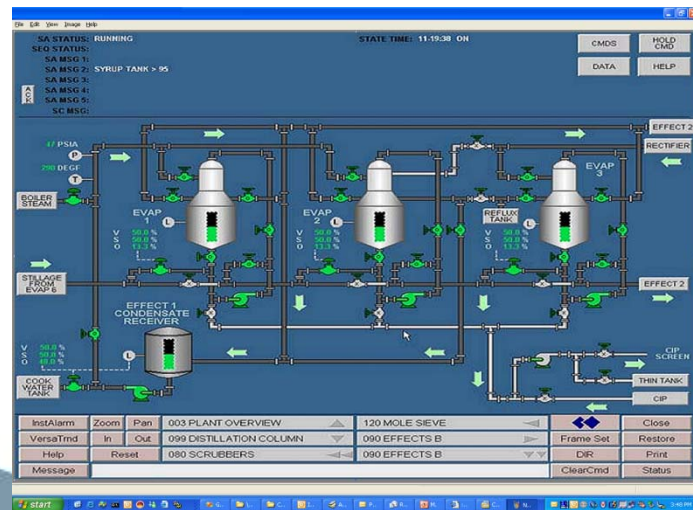 File Edit View Image Help
SA STATUS: RUNNING
SEQ STATUS:
SA MSG 1:
SA MSG 2: SYRUP TANK > 95
SA MSG 3:
SA MSG 4:
SA MSG 5:
SC MSG:
ACK
STATE TIME: 11-19:38 ON
CMDS
HOLD CMD
DATA
HELP
EFFECT 2
RECTIFIER
47 PSIA
P
298 DEGF
T
BOILER STEAM
EVAP 1
L
V 50.0 %
S 50.0 %
O 13.3 %
EVAP 2
L
V 50.0 %
S 50.0 %
O 13.3 %
EVAP 3
REFLUX TANK
L
V 50.0 %
S 50.0 %
O 13.3 %
STILLAGE FROM EVAP 6
EFFECT 2
EFFECT 1 CONDENSATE RECEIVER
L
V 50.0 %
S 50.0 %
O 40.0 %
COOK WATER TANK
CIP SCREEN
THIN TANK
CIP
InstAlarm Zoom Pan 003 PLANT OVERVIEW 120 MOLE SIEVE Close
VersaTrnd In Out 099 DISTILLATION COLUMN 090 EFFECTS B Frame Set Restore
Help Reset 080 SCRUBBERS 090 EFFECTS B DIR Print
Message ClearCmd Status
start 3:40 PM